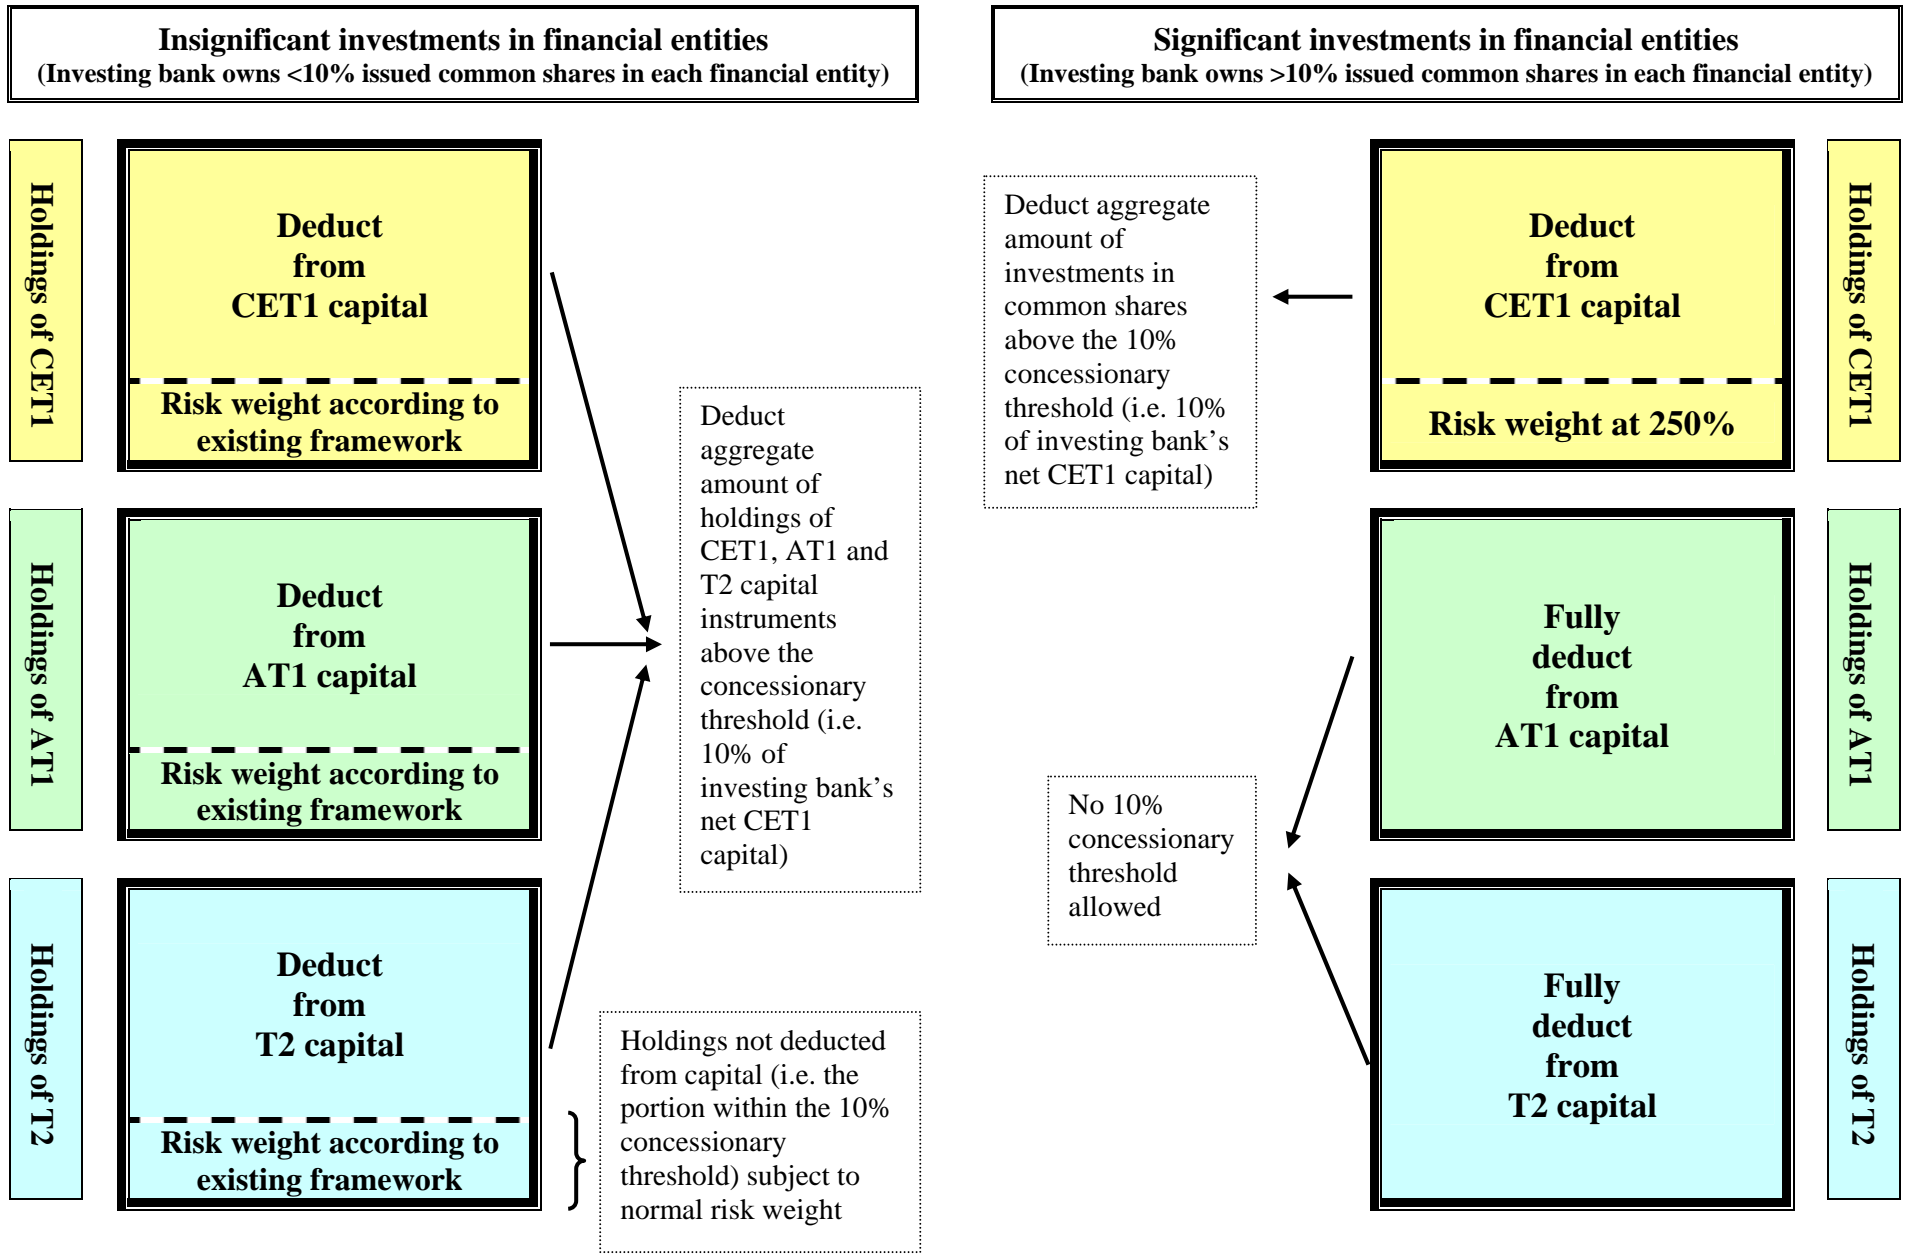 Insignificant investments in financial entities
(Investing bank owns <10% issued common shares in each financial entity)
Holdings of CET1
Deduct
from
CET1 capital
Risk weight according to
existing framework
Holdings of AT1
Deduct
from
AT1 capital
Risk weight according to
existing framework
Holdings of T2
Deduct
from
T2 capital
Risk weight according to
existing framework
Deduct
aggregate
amount of
holdings of
CET1, AT1 and
T2 capital
instruments
above the
concessionary
threshold (i.e.
10% of
investing bank’s
net CET1
capital)
Holdings not deducted
from capital (i.e. the
portion within the 10%
concessionary
threshold) subject to
normal risk weight
Significant investments in financial entities
(Investing bank owns >10% issued common shares in each financial entity)
Deduct aggregate
amount of
investments in
common shares
above the 10%
concessionary
threshold (i.e. 10%
of investing bank’s
net CET1 capital)
Deduct
from
CET1 capital
Risk weight at 250%
Holdings of CET1
No 10%
concessionary
threshold
allowed
Fully
deduct
from
AT1 capital
Holdings of AT1
Fully
deduct
from
T2 capital
Holdings of T2